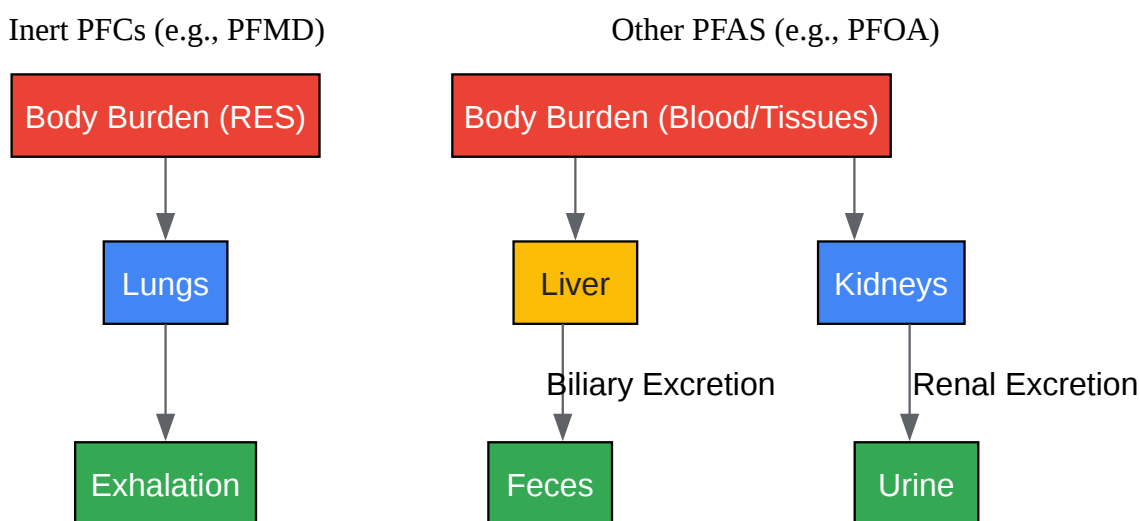 Inert PFCs (e.g., PFMD)
Other PFAS (e.g., PFOA)
Body Burden (RES)
Body Burden (Blood/Tissues)
Lungs
Liver
Kidneys
Biliary Excretion
Renal Excretion
Exhalation
Feces
Urine